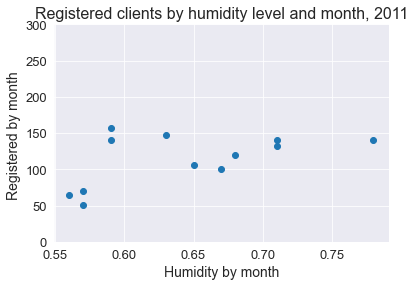 Registered clients by humidity level and month, 2011
300
250
200
150
100
50
0
Registered by month
0.55 0.60 0.65 0.70 0.75
Humidity by month